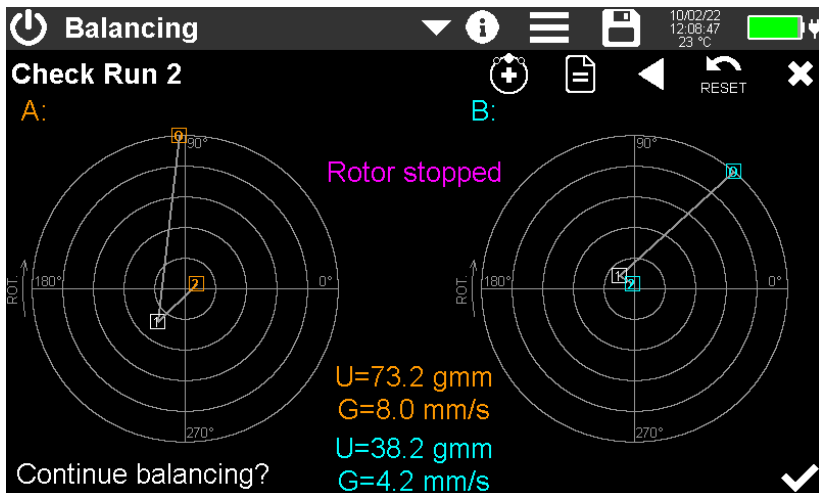 Balancing
10/02/22
12:08:47
23 °C
Check Run 2
RESET
A:
B:
0
90°
90°
0
Rotor stopped
180°
0°
180°
0°
ROT.
ROT.
2
1
1
2
270°
270°
U=73.2 gmm
G=8.0 mm/s
U=38.2 gmm
G=4.2 mm/s
Continue balancing?